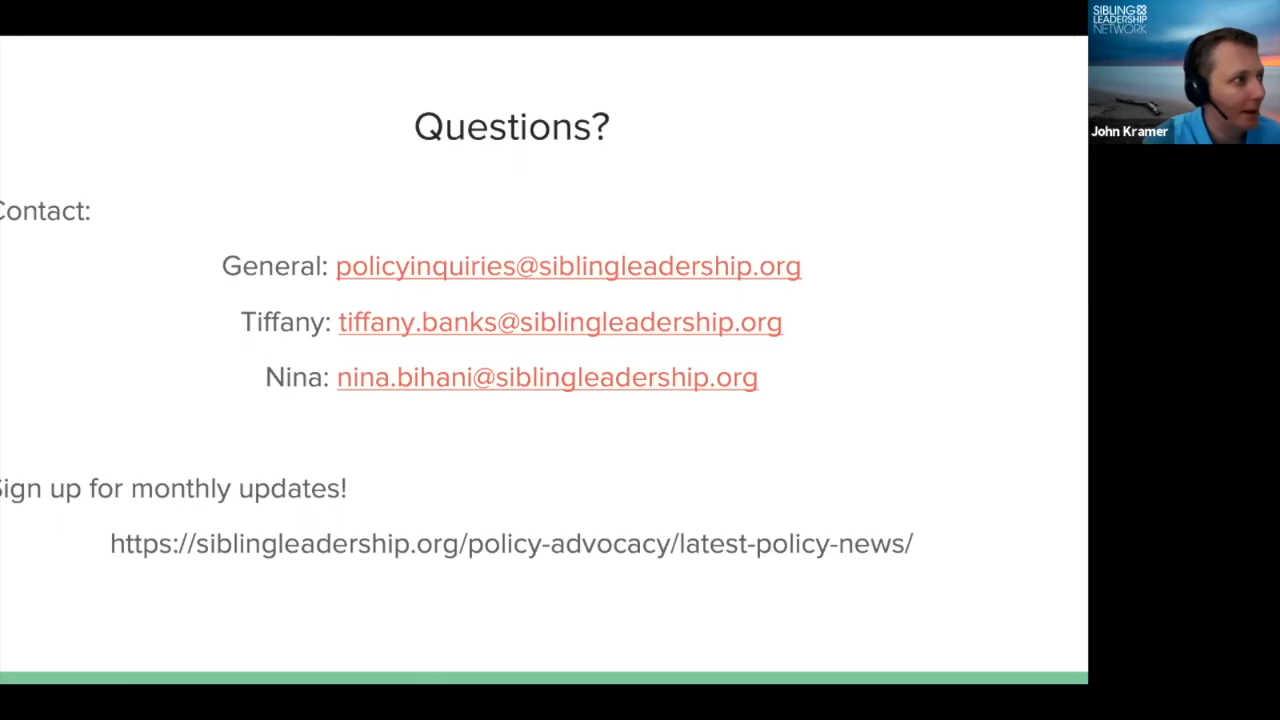 Questions?
Contact:
General: policyinquiries@siblingleadership.org
Tiffany: tiffany.banks@siblingleadership.org
Nina: nina.bihani@siblingleadership.org
Sign up for monthly updates!
https://siblingleadership.org/policy-advocacy/latest-policy-news/
SIBLING
LEADERSHIP
NETWORK
John Kramer